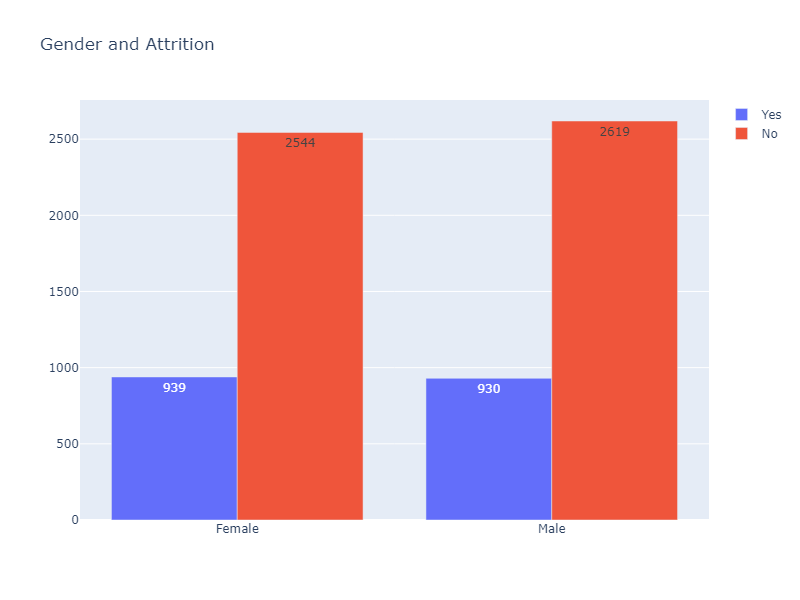 Gender and Attrition
Yes
No
2500
2000
1500
1000
500
0
2544
2619
939
930
Female
Male